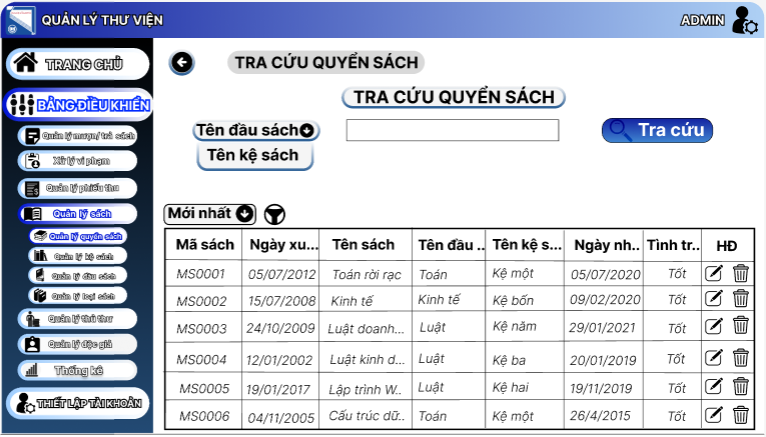 QUẢN LÝ THƯ VIỆN
ADMIN
TRANG CHỦ
BẢNG ĐIỀU KHIỂN
Quản lý mượn/ trả sách
Xử lý vi phạm
Quản lý phiếu thu
Quản lý sách
Quản lý quyển sách
Quản lý kệ sách
Quản lý đầu sách
Quản lý loại sách
Quản lý thủ thư
Quản lý độc giả
Thống kê
THIẾT LẬP TÀI KHOẢN
TRA CỨU QUYỂN SÁCH
TRA CỨU QUYỂN SÁCH
Tên đầu sách
Tra cứu
Tên kệ sách
Mới nhất
Mã sách Ngày xu... Tên sách Tên đầu .. Tên kệ s... Ngày nh.. Tình tr.. HĐ
MS0001 05/07/2012 Toán rời rạc Toán Kệ một 05/07/2020 Tốt
MS0002 15/07/2008 Kinh tế Kinh tế Kệ bốn 09/02/2020 Tốt
MS0003 24/10/2009 Luật doanh... Luật Kệ năm 29/01/2021 Tốt
MS0004 12/01/2002 Luật kinh d... Luật Kệ ba 20/01/2019 Tốt
MS0005 19/01/2017 Lập trình W.. Luật Kệ hai 19/11/2019 Tốt
MS0006 04/11/2005 Cấu trúc dữ.. Toán Kệ một 26/4/2015 Tốt